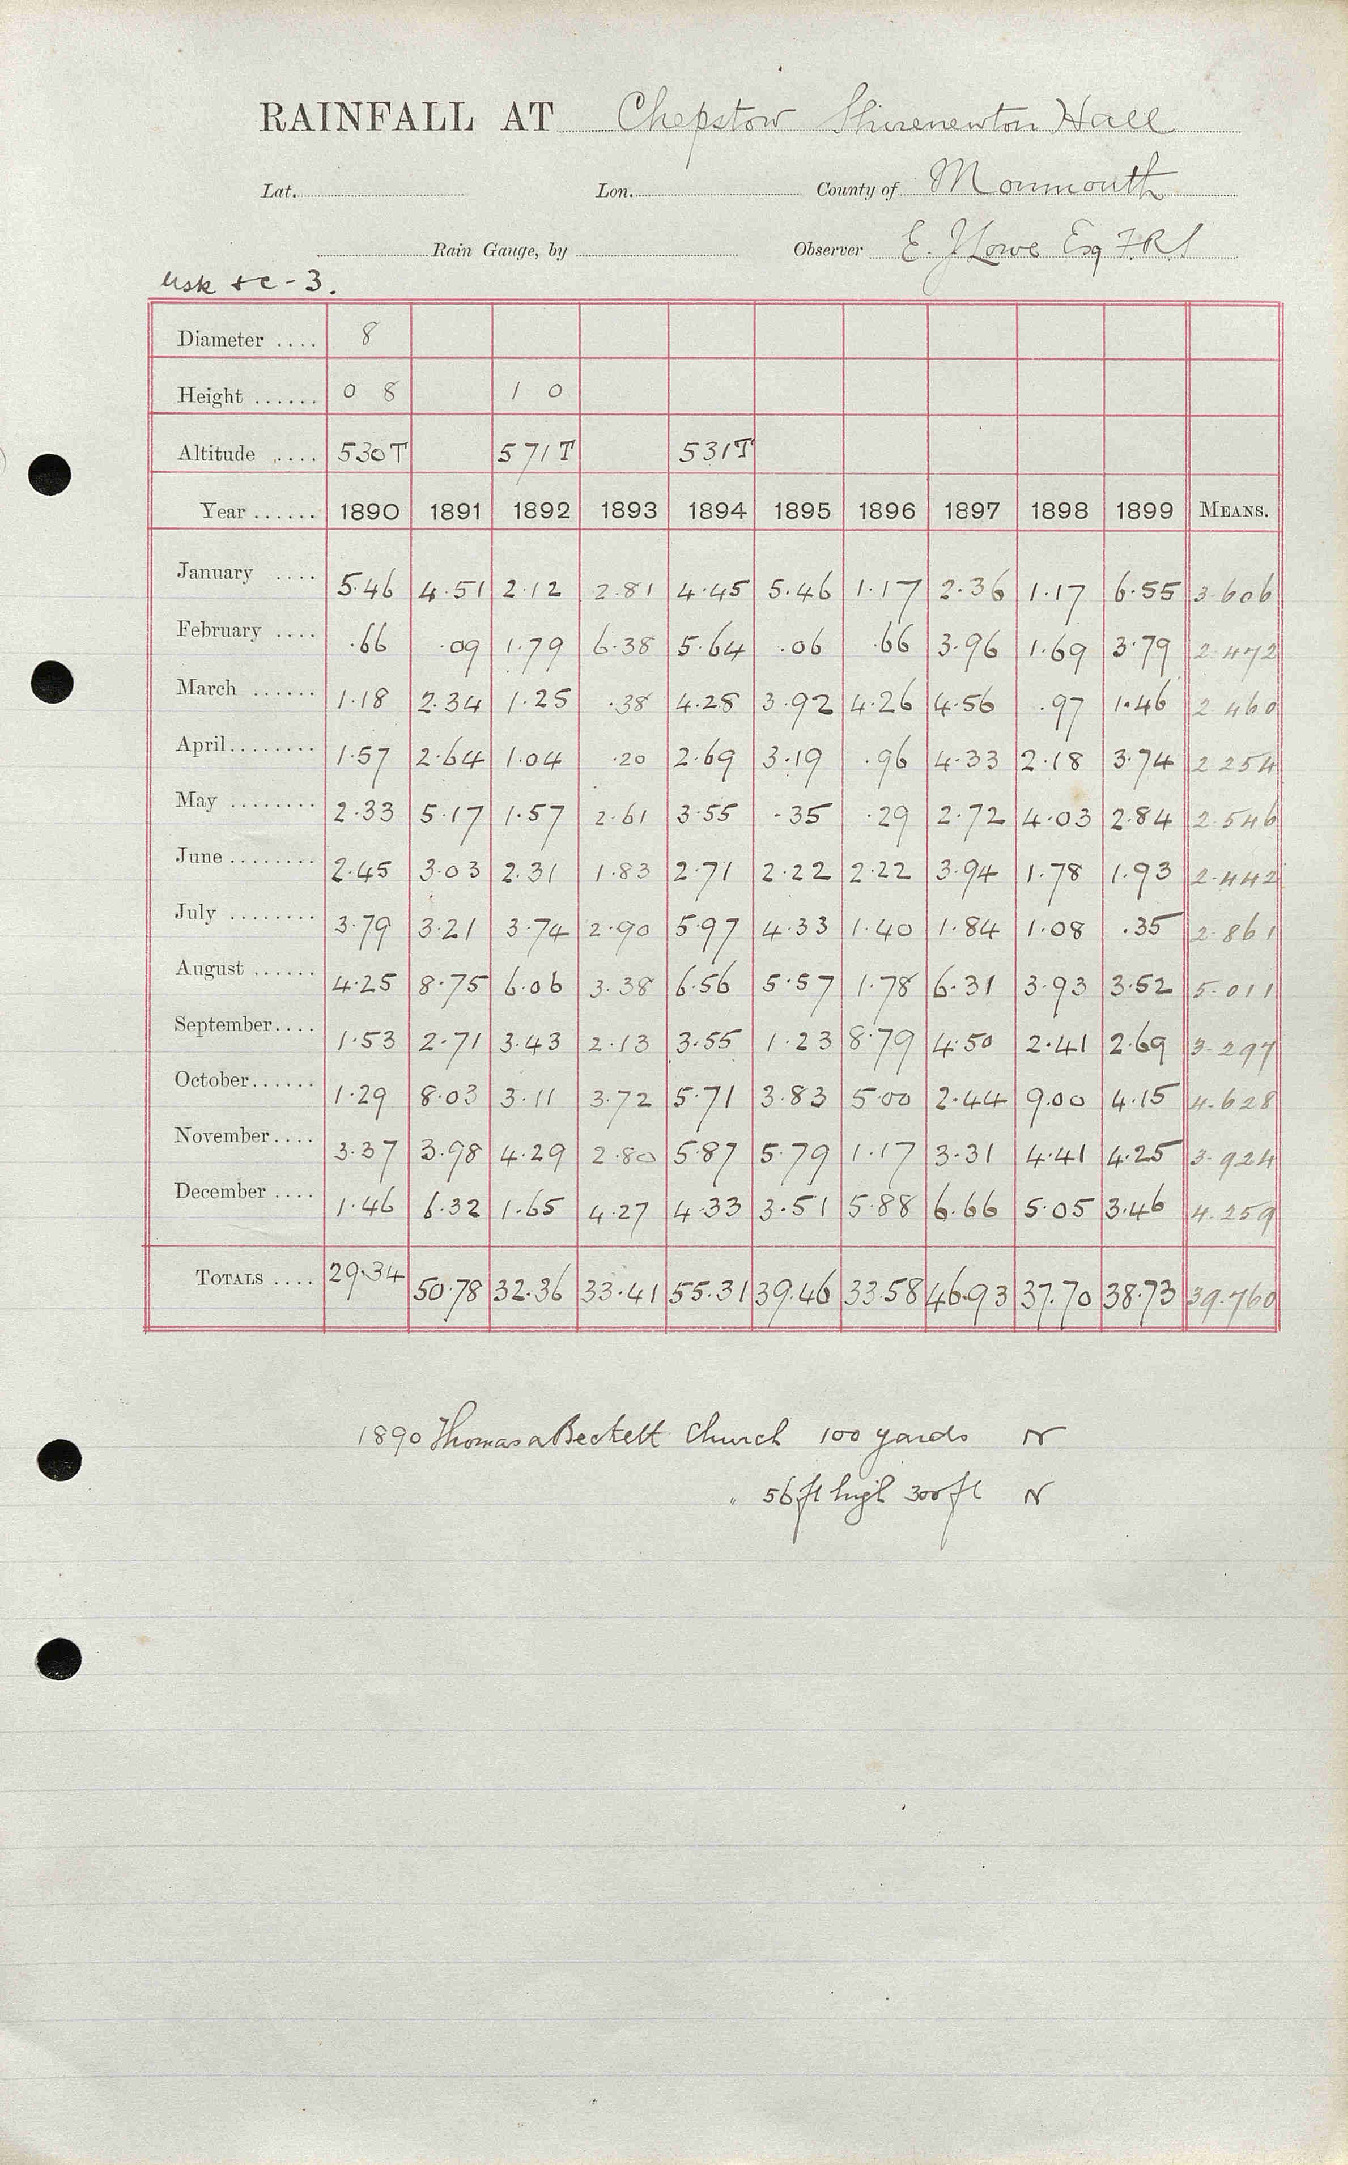 RAINFALL AT Chepstow Shirenewton Hall
Lat. Lon. County of Monmouth
Rain Gauge, by Observer E. J Lowe Esq F.R.S
Usk &c - 3.
Diameter .... 8
Height ...... 0 8 1 0
Altitude .... 530T 571T 531T
Year ...... 1890 1891 1892 1893 1894 1895 1896 1897 1898 1899 MEANS.
January .... 5.46 4.51 2.12 2.81 4.45 5.46 1.17 2.36 1.17 6.55 3.606
February .... .66 .09 1.79 6.38 5.64 .06 .66 3.96 1.69 3.79 2.472
March ...... 1.18 2.34 1.25 .38 4.28 3.92 4.26 4.56 .97 1.46 2.460
April........ 1.57 2.64 1.04 .20 2.69 3.19 .96 4.33 2.18 3.74 2.254
May ........ 2.33 5.17 1.57 2.61 3.55 .35 .29 2.72 4.03 2.84 2.546
June ........ 2.45 3.03 2.31 1.83 2.71 2.22 2.22 3.94 1.78 1.93 2.442
July ........ 3.79 3.21 3.74 2.90 5.97 4.33 1.40 1.84 1.08 .35 2.861
August ...... 4.25 8.75 6.06 3.38 6.56 5.57 1.78 6.31 3.93 3.52 5.011
September.... 1.53 2.71 3.43 2.13 3.55 1.23 8.79 4.50 2.41 2.69 3.297
October...... 1.29 8.03 3.11 3.72 5.71 3.83 5.00 2.44 9.00 4.15 4.628
November.... 3.37 3.98 4.29 2.80 5.87 5.79 1.17 3.31 4.41 4.25 3.924
December .... 1.46 6.32 1.65 4.27 4.33 3.51 5.88 6.66 5.05 3.46 4.259
TOTALS .... 29.34 50.78 32.36 33.41 55.31 39.46 33.58 46.93 37.70 38.73 39.760
1890 Thomas a Beckett Church 100 yards N
" 56 ft high 300 ft N